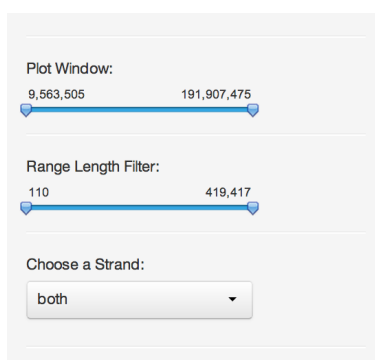 Plot Window:
9,563,505 191,907,475
Range Length Filter:
110 419,417
Choose a Strand:
both